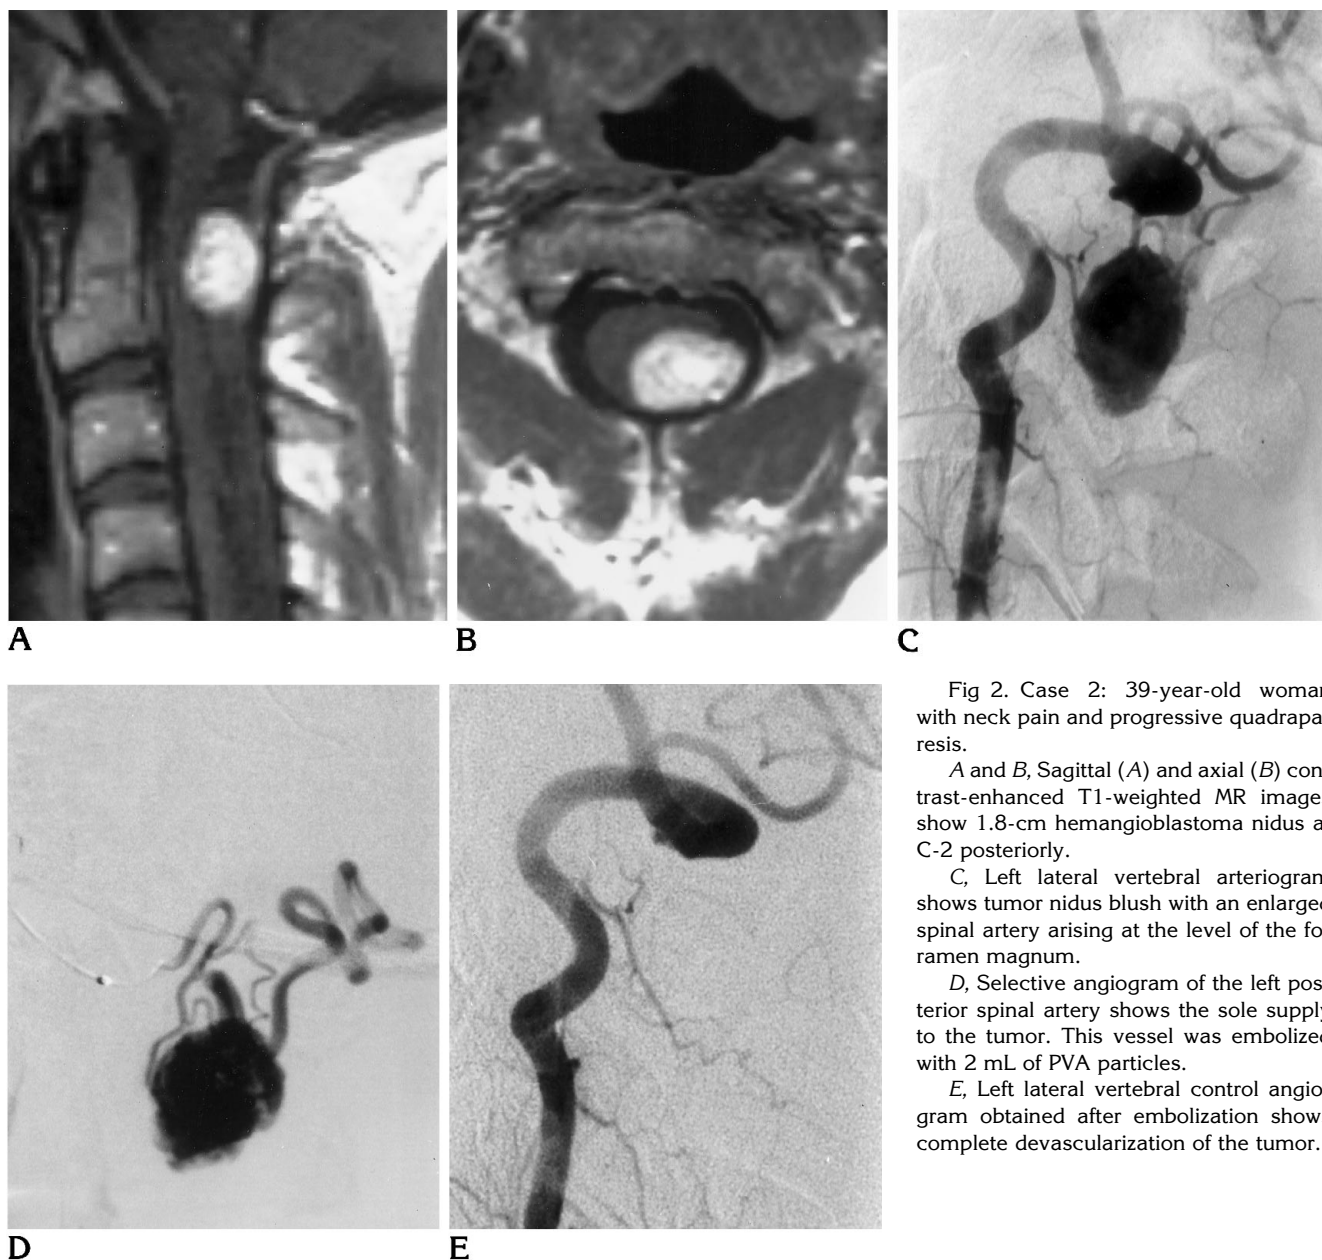 A
B
C
D
E
Fig 2. Case 2: 39-year-old woman
with neck pain and progressive quadrapa
resis.
A and B, Sagittal (A) and axial (B) con
trast-enhanced T1-weighted MR image
show 1.8-cm hemangioblastoma nidus a
C-2 posteriorly.
C, Left lateral vertebral arteriogram
shows tumor nidus blush with an enlarged
spinal artery arising at the level of the fo
ramen magnum.
D, Selective angiogram of the left pos
terior spinal artery shows the sole supply
to the tumor. This vessel was embolized
with 2 mL of PVA particles.
E, Left lateral vertebral control angio
gram obtained after embolization show
complete devascularization of the tumor.